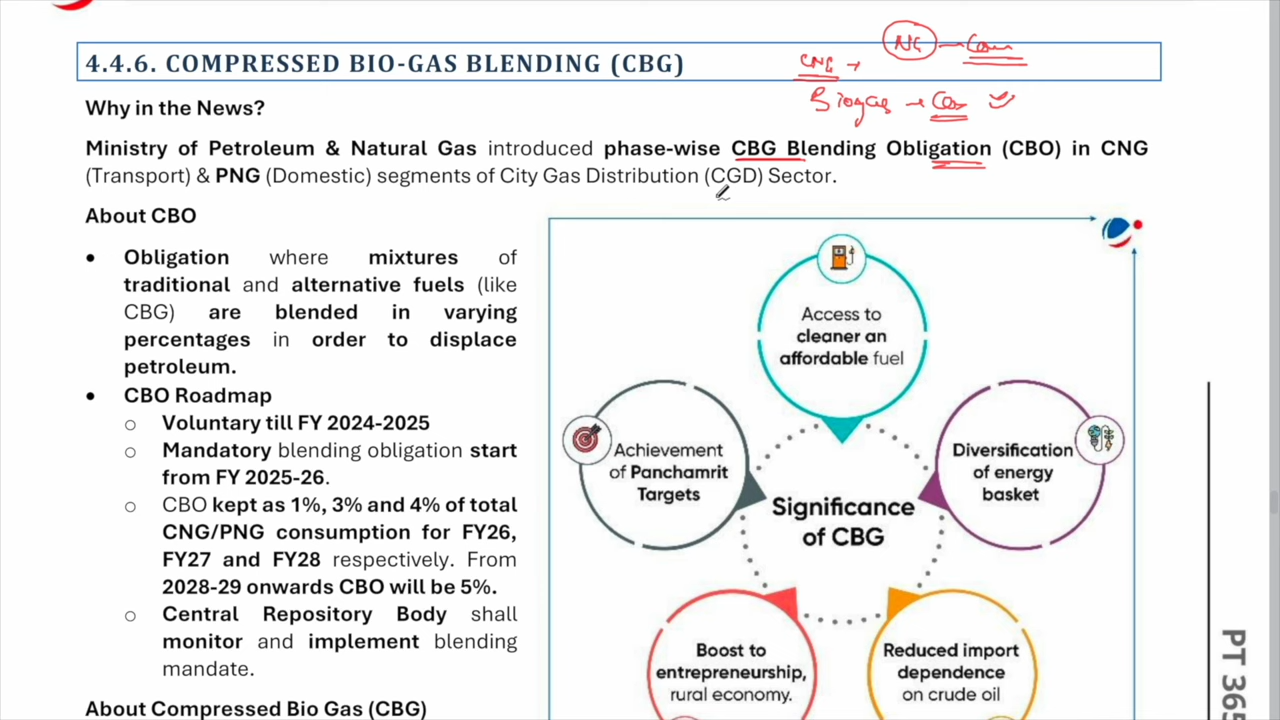 4.4.6. COMPRESSED BIO-GAS BLENDING (CBG)
NG
CNG →
Biogas →
Why in the News?
Ministry of Petroleum & Natural Gas introduced phase-wise CBG Blending Obligation (CBO) in CNG
(Transport) & PNG (Domestic) segments of City Gas Distribution (CGD) Sector.
About CBO
• Obligation where mixtures of
traditional and alternative fuels (like
CBG) are blended in varying
percentages in order to displace
petroleum.
• CBO Roadmap
o Voluntary till FY 2024-2025
o Mandatory blending obligation start
from FY 2025-26.
o CBO kept as 1%, 3% and 4% of total
CNG/PNG consumption for FY26,
FY27 and FY28 respectively. From
2028-29 onwards CBO will be 5%.
o Central Repository Body shall
monitor and implement blending
mandate.
About Compressed Bio Gas (CBG)
Access to
cleaner an
affordable fuel
Achievement
of Panchamrit
Targets
Diversification
of energy
basket
Significance
of CBG
Boost to
entrepreneurship,
rural economy.
Reduced import
dependence
on crude oil
PT 365